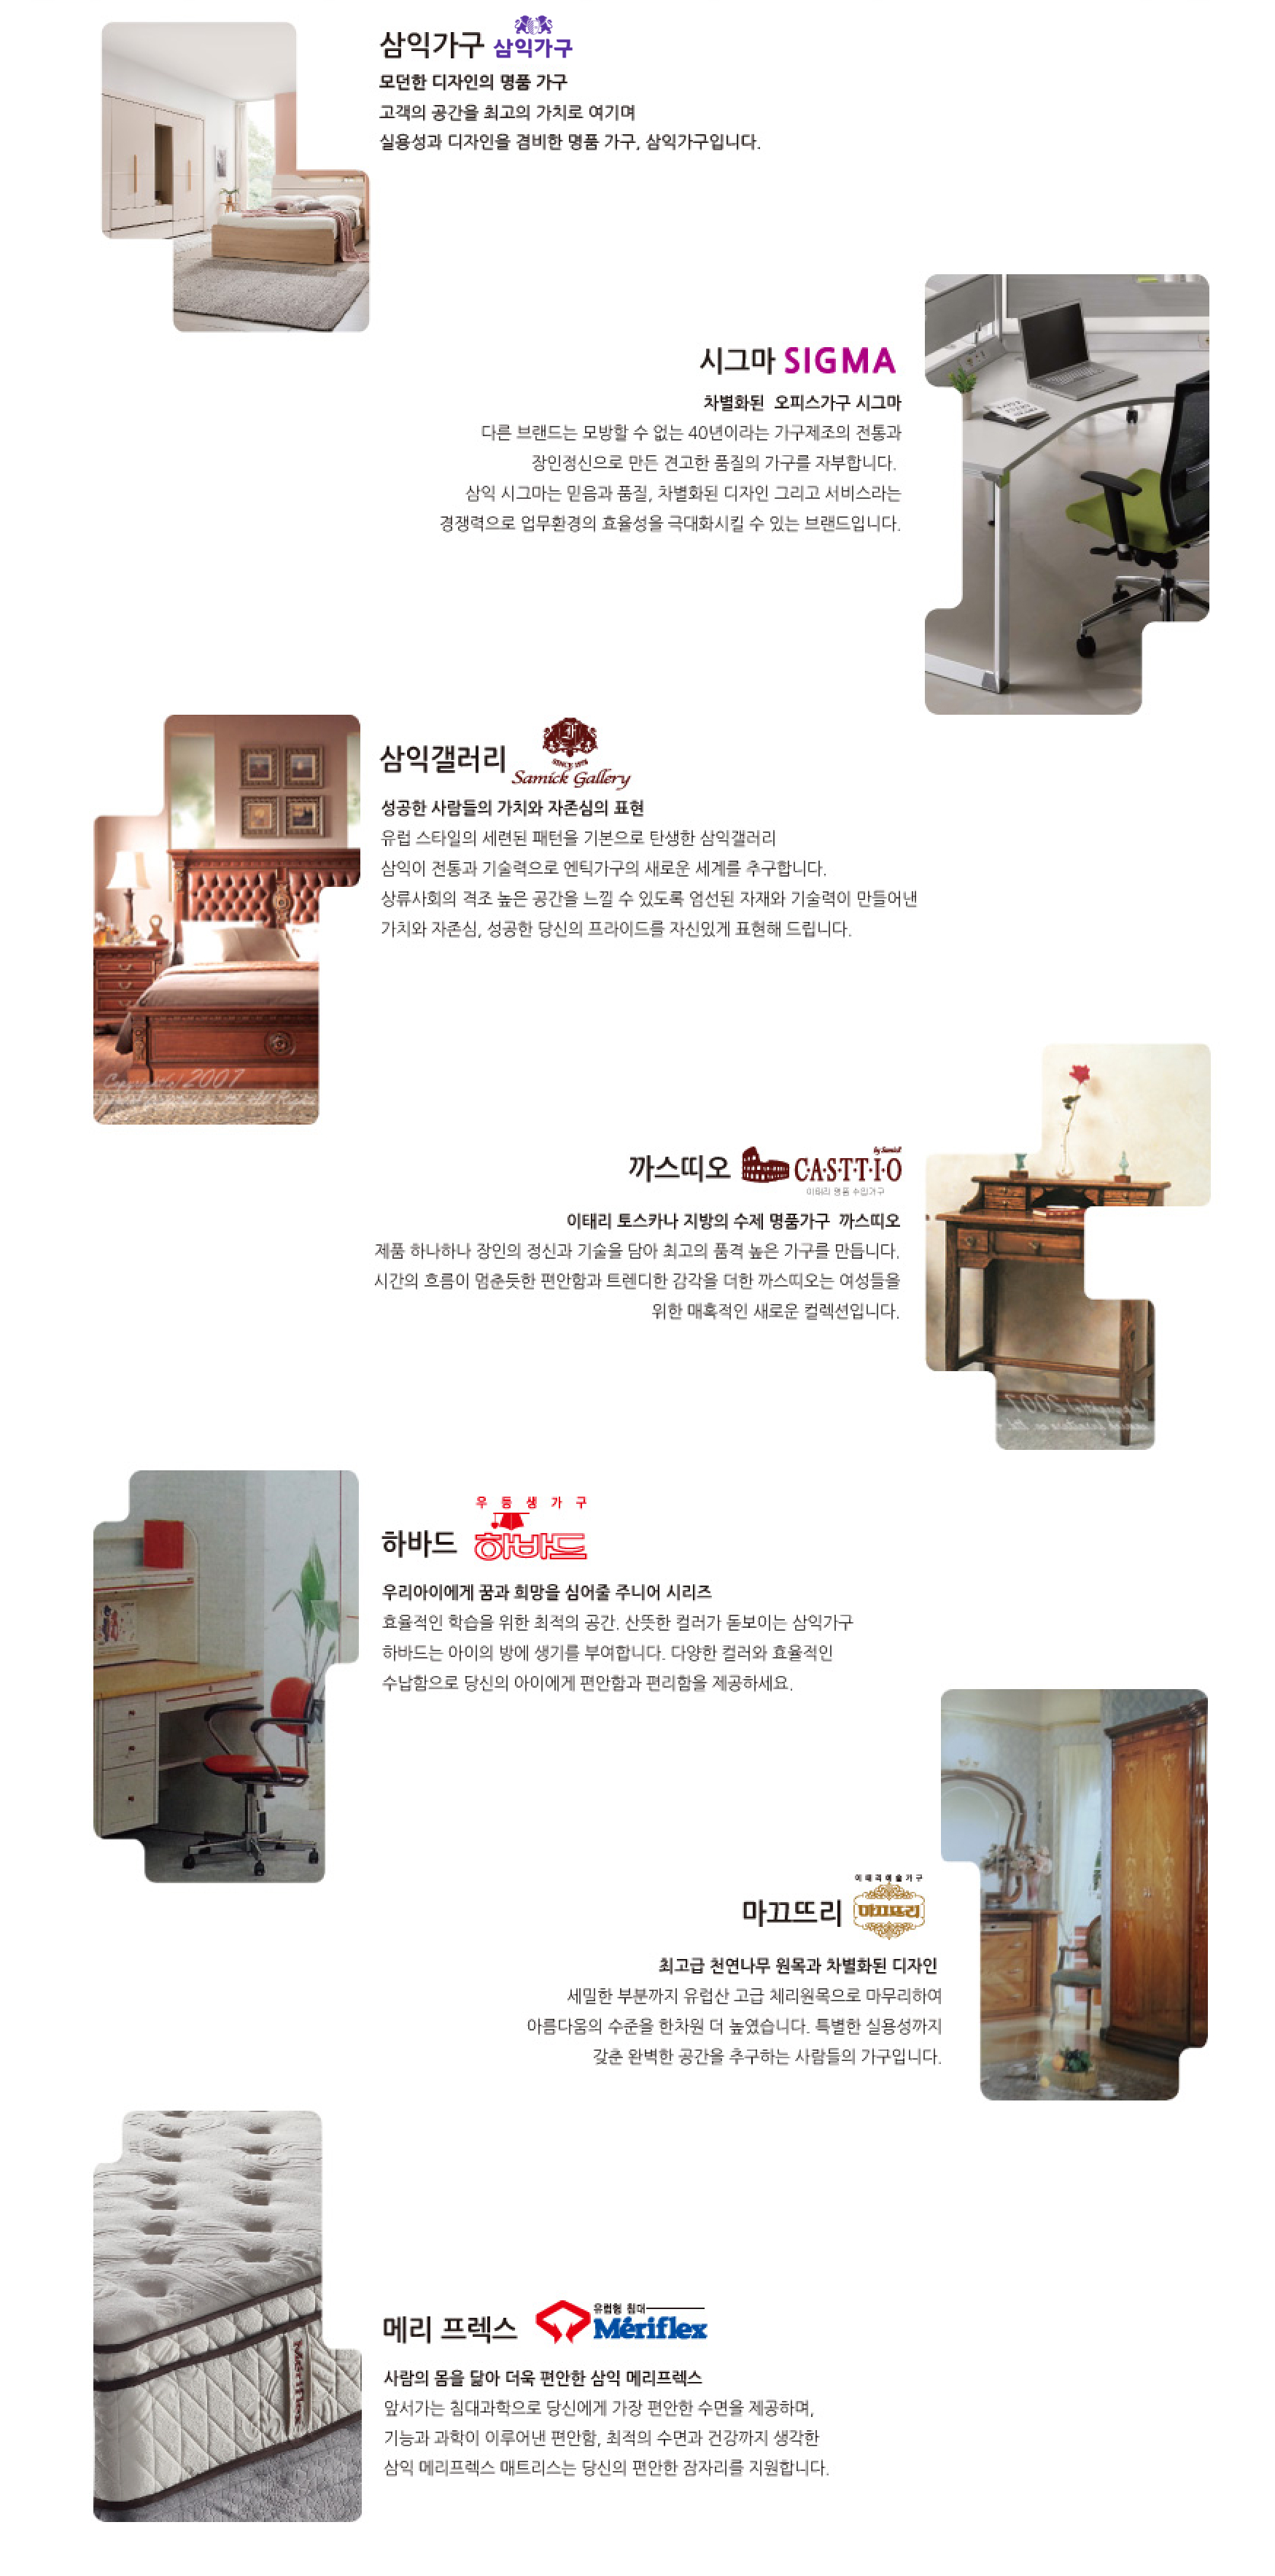 삼익가구 삼익가구
모던한 디자인의 명품 가구
고객의 공간을 최고의 가치로 여기며
실용성과 디자인을 겸비한 명품 가구, 삼익가구입니다.
시그마 SIGMA
차별화된 오피스가구 시그마
다른 브랜드는 모방할 수 없는 40년이라는 가구제조의 전통과
장인정신으로 만든 견고한 품질의 가구를 자부합니다.
삼익 시그마는 믿음과 품질, 차별화된 디자인 그리고 서비스라는
경쟁력으로 업무환경의 효율성을 극대화시킬 수 있는 브랜드입니다.
삼익갤러리
SINCE 1976
Samick Gallery
성공한 사람들의 가치와 자존심의 표현
유럽 스타일의 세련된 패턴을 기본으로 탄생한 삼익갤러리
삼익이 전통과 기술력으로 엔틱가구의 새로운 세계를 추구합니다.
상류사회의 격조 높은 공간을 느낄 수 있도록 엄선된 자재와 기술력이 만들어낸
가치와 자존심, 성공한 당신의 프라이드를 자신있게 표현해 드립니다.
Copyright(c) 2007
by Samick
까스띠오 C·A·S·T·T·I·O
이태리 명품 수입가구
이태리 토스카나 지방의 수제 명품가구 까스띠오
제품 하나하나 장인의 정신과 기술을 담아 최고의 품격 높은 가구를 만듭니다.
시간의 흐름이 멈춘듯한 편안함과 트렌디한 감각을 더한 까스띠오는 여성들을
위한 매혹적인 새로운 컬렉션입니다.
우등생가구
하바드 하바드
우리아이에게 꿈과 희망을 심어줄 주니어 시리즈
효율적인 학습을 위한 최적의 공간. 산뜻한 컬러가 돋보이는 삼익가구
하바드는 아이의 방에 생기를 부여합니다. 다양한 컬러와 효율적인
수납함으로 당신의 아이에게 편안함과 편리함을 제공하세요.
이태리예술가구
마끄뜨리 마끄뜨리
최고급 천연나무 원목과 차별화된 디자인
세밀한 부분까지 유럽산 고급 체리원목으로 마무리하여
아름다움의 수준을 한차원 더 높였습니다. 특별한 실용성까지
갖춘 완벽한 공간을 추구하는 사람들의 가구입니다.
유럽형 침대
메리 프렉스 Mériflex
사람의 몸을 닮아 더욱 편안한 삼익 메리프렉스
앞서가는 침대과학으로 당신에게 가장 편안한 수면을 제공하며,
기능과 과학이 이루어낸 편안함, 최적의 수면과 건강까지 생각한
삼익 메리프렉스 매트리스는 당신의 편안한 잠자리를 지원합니다.